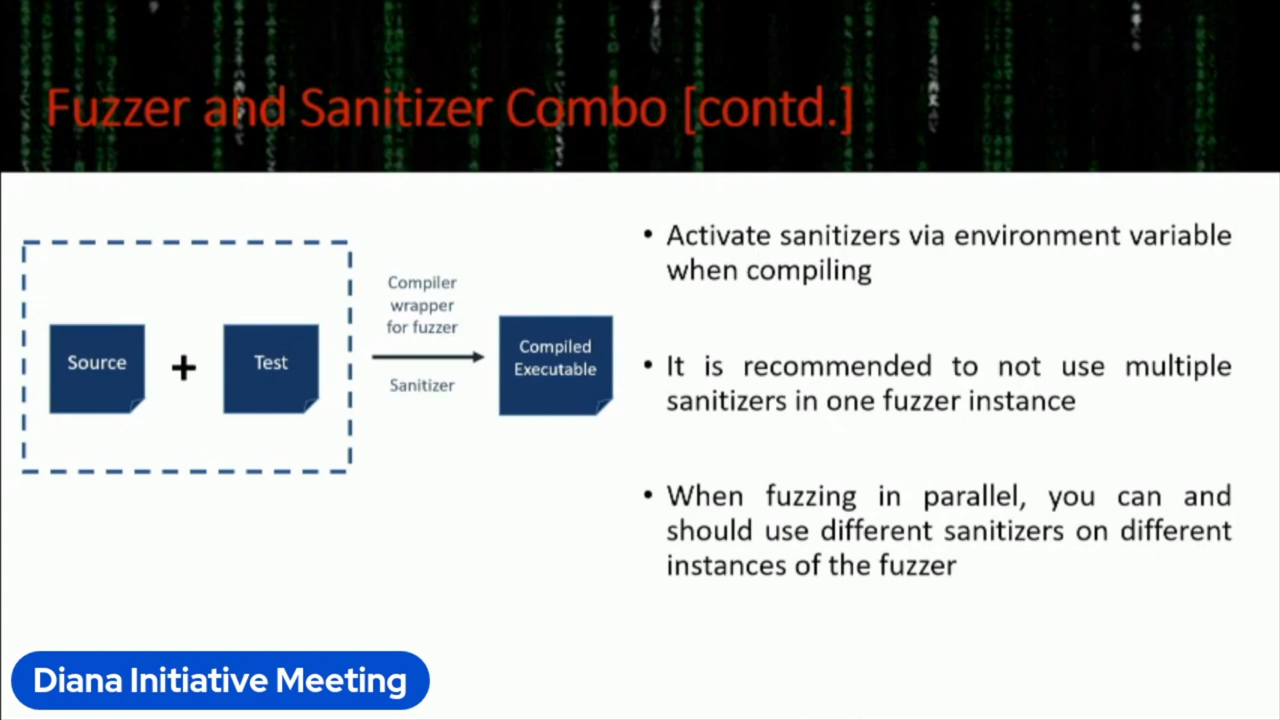 Fuzzer and Sanitizer Combo [contd.]
Source
+
Test
Compiler
wrapper
for fuzzer
Sanitizer
Compiled
Executable
• Activate sanitizers via environment variable
when compiling
• It is recommended to not use multiple
sanitizers in one fuzzer instance
• When fuzzing in parallel, you can and
should use different sanitizers on different
instances of the fuzzer
Diana Initiative Meeting